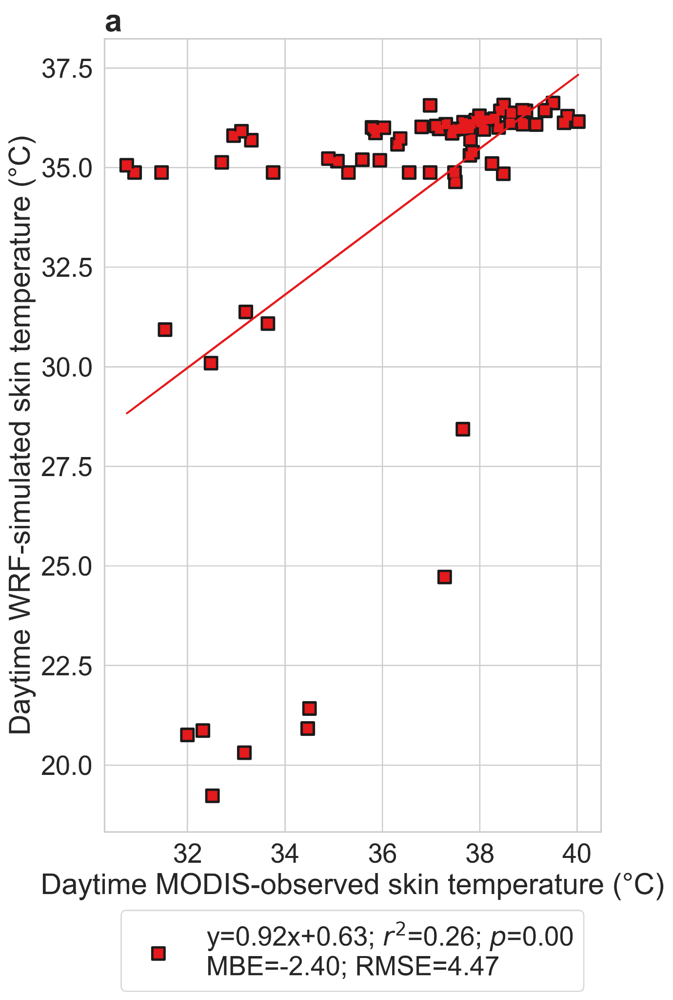 a
37.5
35.0
32.5
30.0
27.5
25.0
22.5
20.0
Daytime WRF-simulated skin temperature (°C)
32 34 36 38 40
Daytime MODIS-observed skin temperature (°C)
y=0.92x+0.63; r²=0.26; p=0.00
MBE=-2.40; RMSE=4.47